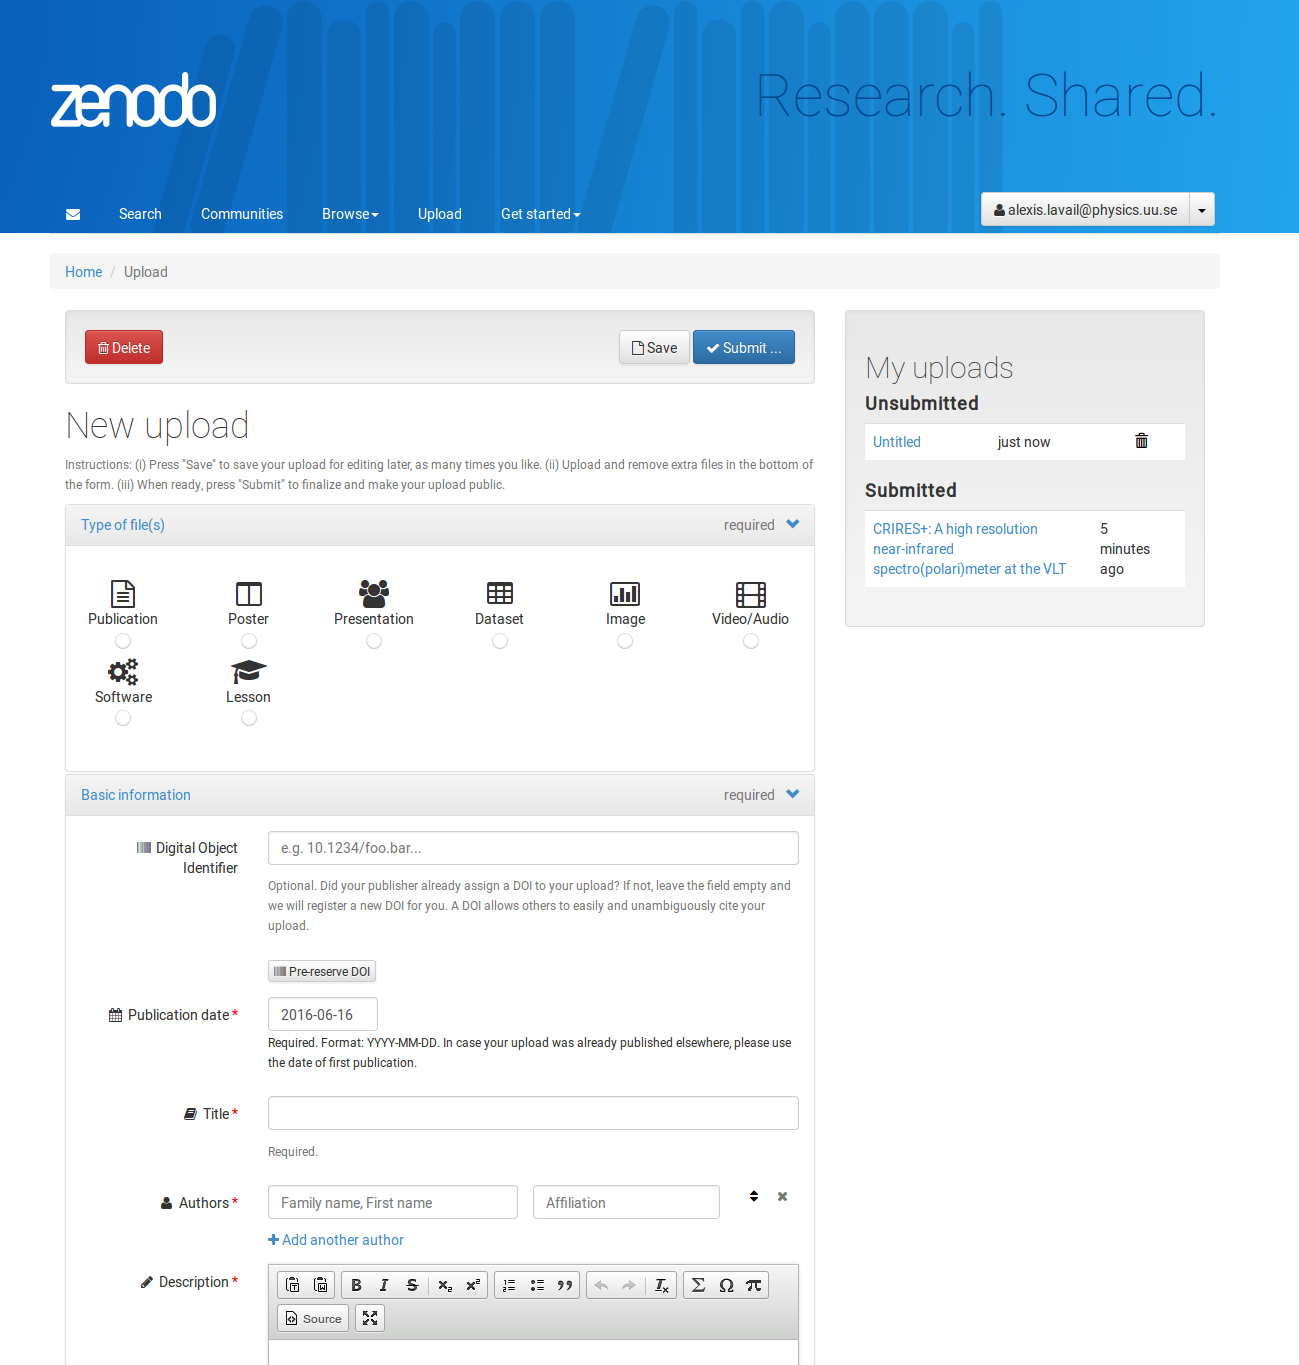 zenodo
Research. Shared.
Search Communities Browse Upload Get started
alexis.lavail@physics.uu.se
Home / Upload
Delete
Save
Submit ...
New upload
Instructions: (i) Press "Save" to save your upload for editing later, as many times you like. (ii) Upload and remove extra files in the bottom of
the form. (iii) When ready, press "Submit" to finalize and make your upload public.
Type of file(s)
required
Publication
Poster
Presentation
Dataset
Image
Video/Audio
Software
Lesson
Basic information
required
Digital Object
Identifier
e.g. 10.1234/foo.bar...
Optional. Did your publisher already assign a DOI to your upload? If not, leave the field empty and
we will register a new DOI for you. A DOI allows others to easily and unambiguously cite your
upload.
Pre-reserve DOI
Publication date *
2016-06-16
Required. Format: YYYY-MM-DD. In case your upload was already published elsewhere, please use
the date of first publication.
Title *
Required.
Authors *
Family name, First name
Affiliation
Add another author
Description *
Source
My uploads
Unsubmitted
Untitled
just now
Submitted
CRIRES+: A high resolution
near-infrared
spectro(polari)meter at the VLT
5
minutes
ago